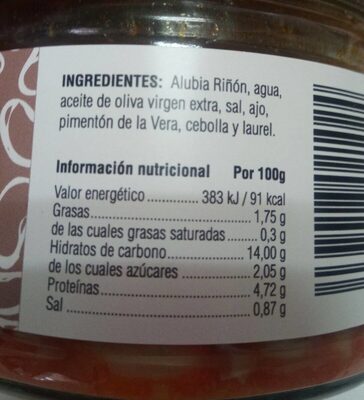 INGREDIENTES: Alubia Riñón, agua,
aceite de oliva virgen extra, sal, ajo,
pimentón de la Vera, cebolla y laurel.
Información nutricional Por 100g
Valor energético ............. 383 kJ / 91 kcal
Grasas ............................................. 1,75 g
de las cuales grasas saturadas ........ 0,3 g
Hidratos de carbono ....................... 14,00 g
de los cuales azúcares ..................... 2,05 g
Proteínas .......................................... 4,72 g
Sal .................................................... 0,87 g